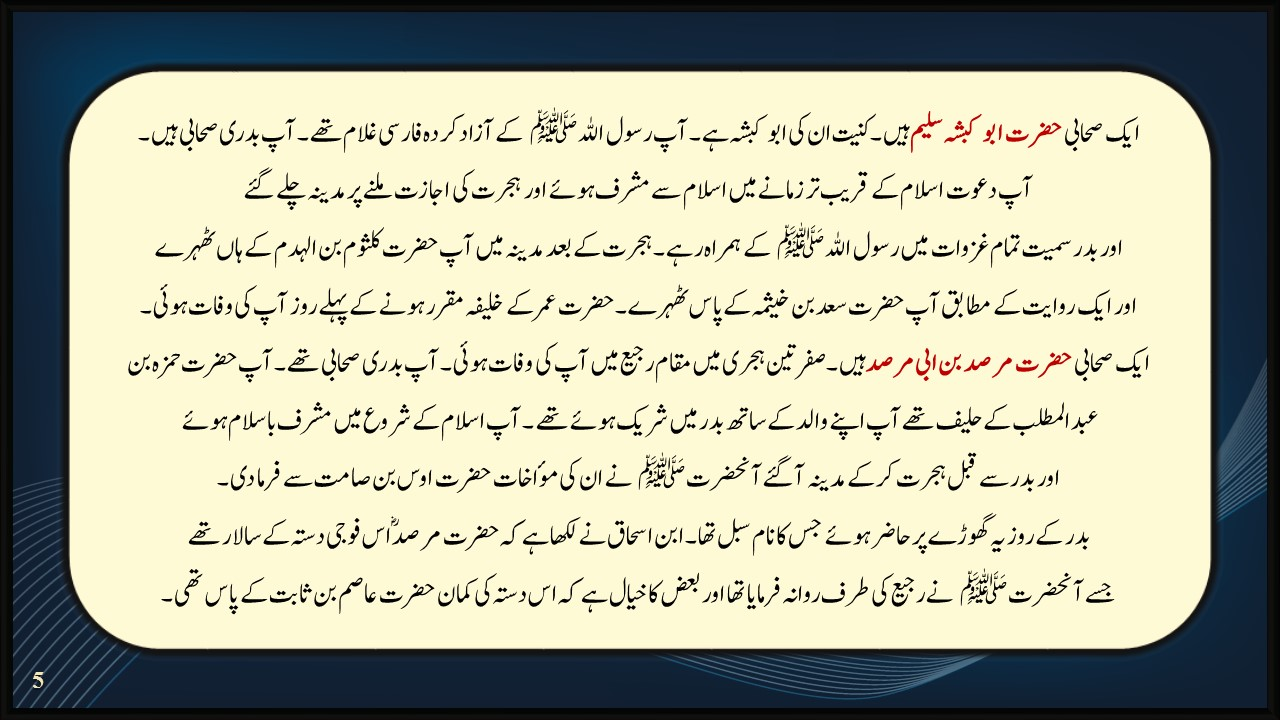 ایک صحابی حضرت ابو کبشہ سلیم ہیں۔ کنیت ان کی ابو کبشہ ہے۔ آپ رسول اللہ ﷺ کے آزاد کردہ فارسی غلام تھے۔ آپ بدری صحابی ہیں۔
آپ دعوت اسلام کے قریب تر زمانے میں اسلام سے مشرف ہوئے اور ہجرت کی اجازت ملنے پر مدینہ چلے گئے
اور بدر سمیت تمام غزوات میں رسول اللہ ﷺ کے ہمراہ رہے۔ ہجرت کے بعد مدینہ میں آپ حضرت کلثوم بن الہدم کے ہاں ٹھہرے
اور ایک روایت کے مطابق آپ حضرت سعد بن خیثمہ کے پاس ٹھہرے۔ حضرت عمر کے خلیفہ مقرر ہونے کے پہلے روز آپ کی وفات ہوئی۔
ایک صحابی حضرت مرصد بن ابی مرصد ہیں۔ صفر تین ہجری میں مقام رجیع میں آپ کی وفات ہوئی۔ آپ بدری صحابی تھے۔ آپ حضرت حمزہ بن
عبد المطلب کے حلیف تھے آپ اپنے والد کے ساتھ بدر میں شریک ہوئے تھے۔ آپ اسلام کے شروع میں مشرف باسلام ہوئے
اور بدر سے قبل ہجرت کر کے مدینہ آ گئے آنحضرت ﷺ نے ان کی مؤاخات حضرت اوس بن صامت سے فرما دی۔
بدر کے روز یہ گھوڑے پر حاضر ہوئے جس کا نام سبل تھا۔ ابن اسحاق نے لکھا ہے کہ حضرت مرصدؓ اس فوجی دستہ کے سالار تھے
جسے آنحضرت ﷺ نے رجیع کی طرف روانہ فرمایا تھا اور بعض کا خیال ہے کہ اس دستہ کی کمان حضرت عاصم بن ثابت کے پاس تھی۔
5